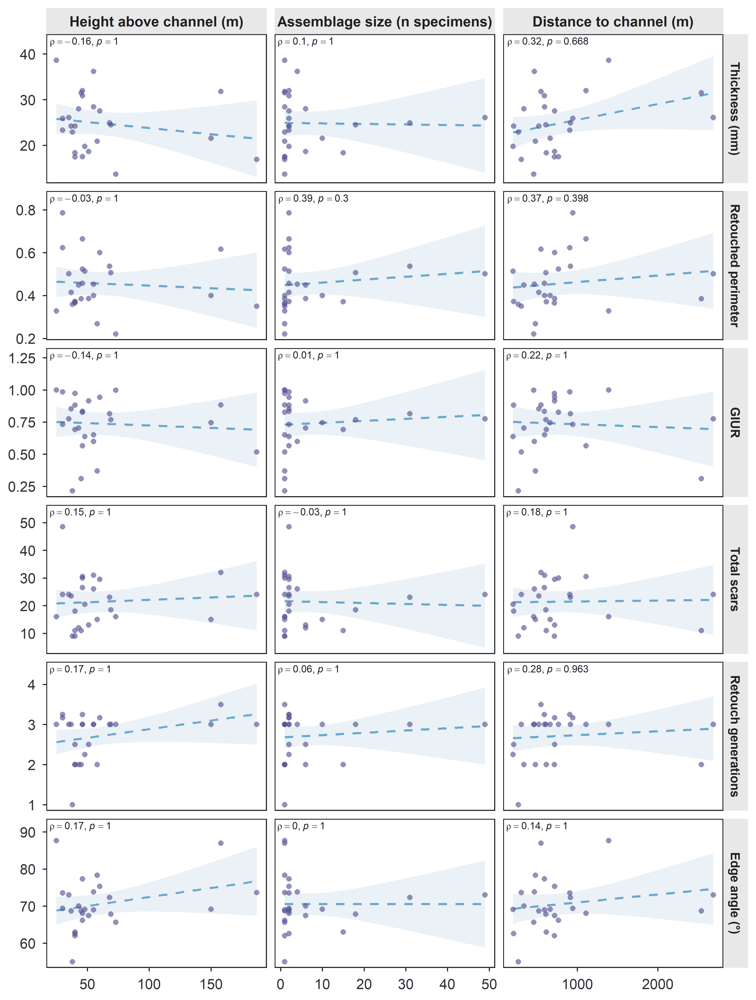 Height above channel (m)
Assemblage size (n specimens)
Distance to channel (m)
ρ = −0.16, p = 1
ρ = 0.1, p = 1
ρ = 0.32, p = 0.668
40
30
20
Thickness (mm)
ρ = −0.03, p = 1
ρ = 0.39, p = 0.3
ρ = 0.37, p = 0.398
0.8
0.6
0.4
0.2
Retouched perimeter
ρ = −0.14, p = 1
ρ = 0.01, p = 1
ρ = 0.22, p = 1
1.25
1.00
0.75
0.50
0.25
GIUR
ρ = 0.15, p = 1
ρ = −0.03, p = 1
ρ = 0.18, p = 1
50
40
30
20
10
Total scars
ρ = 0.17, p = 1
ρ = 0.06, p = 1
ρ = 0.28, p = 0.963
4
3
2
1
Retouch generations
ρ = 0.17, p = 1
ρ = 0, p = 1
ρ = 0.14, p = 1
90
80
70
60
Edge angle (°)
50
100
150
0
10
20
30
40
50
1000
2000